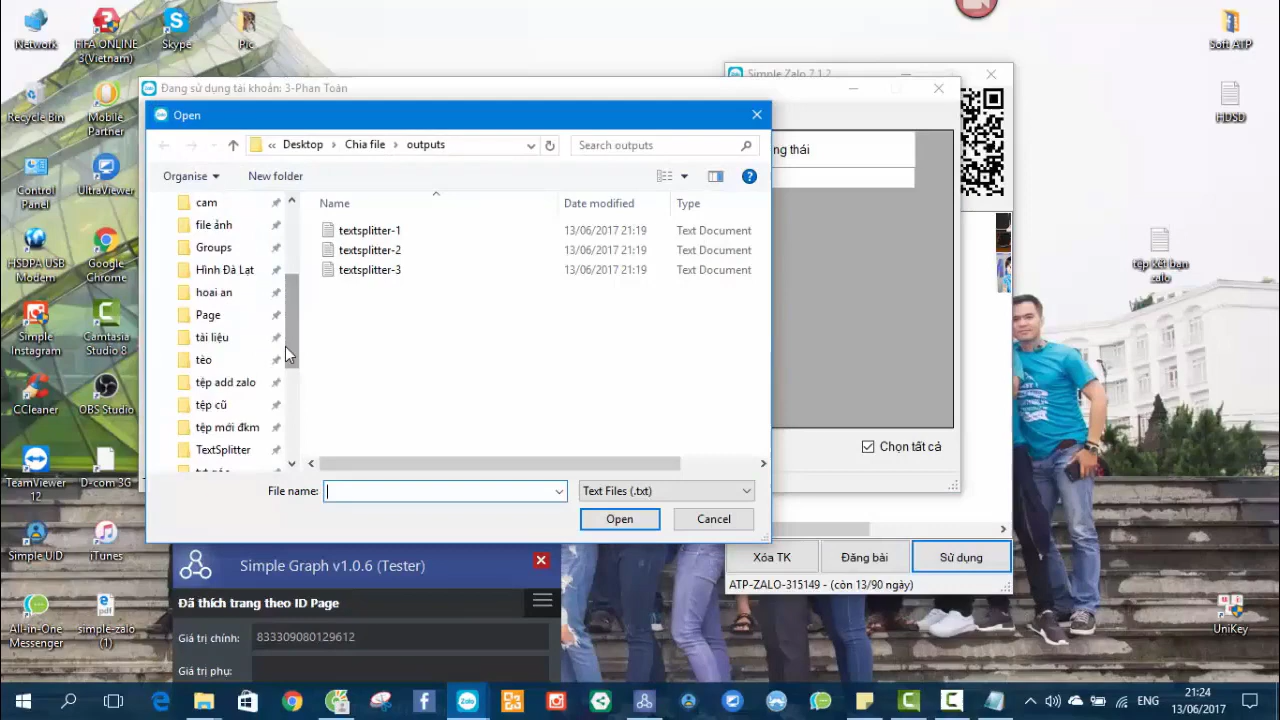 Network
FIFA ONLINE
3(Vietnam)
Skype
Pic
Soft ATP
Recycle Bin
Mobile
Partner
HDSD
Control
Panel
UltraViewer
HSDPA USB
Modem
Google
Chrome
tệp kết bạn
zalo
Simple
Instagram
Camtasia
Studio 8
CCleaner
OBS Studio
TeamViewer
12
D-com 3G
Simple UID
iTunes
All-in-One
Messenger
simple-zalo
(1)
UniKey
Simple Zalo 7.1.2
Đang sử dụng tài khoản: 3-Phan Toàn
Open
Desktop
Chia file
outputs
Search outputs
Organise
New folder
cam
file ảnh
Groups
Hình Đà Lạt
hoai an
Page
tài liệu
tèo
tệp add zalo
tệp cũ
tệp mới đkm
TextSplitter
Name
Date modified
Type
textsplitter-1
13/06/2017 21:19
Text Document
textsplitter-2
13/06/2017 21:19
Text Document
textsplitter-3
13/06/2017 21:19
Text Document
File name:
Text Files (.txt)
Open
Cancel
ng thái
Chọn tất cả
Xóa TK
Đăng bài
Sử dụng
ATP-ZALO-315149 - (còn 13/90 ngày)
Simple Graph v1.0.6 (Tester)
Đã thích trang theo ID Page
Giá trị chính:
833309080129612
Giá trị phụ:
ENG
21:24
13/06/2017